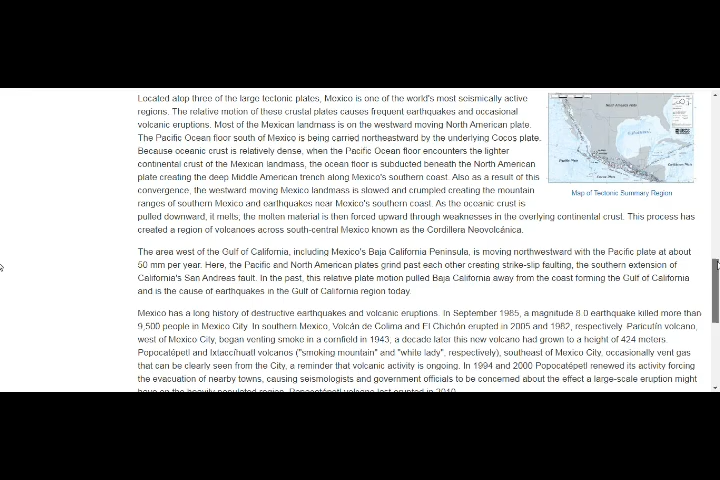 Located atop three of the large tectonic plates, Mexico is one of the world's most seismically active
regions. The relative motion of these crustal plates causes frequent earthquakes and occasional
volcanic eruptions. Most of the Mexican landmass is on the westward moving North American plate.
The Pacific Ocean floor south of Mexico is being carried northeastward by the underlying Cocos plate.
Because oceanic crust is relatively dense, when the Pacific Ocean floor encounters the lighter
continental crust of the Mexican landmass, the ocean floor is subducted beneath the North American
plate creating the deep Middle American trench along Mexico's southern coast. Also as a result of this
convergence, the westward moving Mexico landmass is slowed and crumpled creating the mountain
ranges of southern Mexico and earthquakes near Mexico's southern coast. As the oceanic crust is
pulled downward, it melts; the molten material is then forced upward through weaknesses in the overlying continental crust. This process has
created a region of volcanoes across south-central Mexico known as the Cordillera Neovolcánica.
Map of Tectonic Summary Region
The area west of the Gulf of California, including Mexico's Baja California Peninsula, is moving northwestward with the Pacific plate at about
50 mm per year. Here, the Pacific and North American plates grind past each other creating strike-slip faulting, the southern extension of
California's San Andreas fault. In the past, this relative plate motion pulled Baja California away from the coast forming the Gulf of California
and is the cause of earthquakes in the Gulf of California region today.
Mexico has a long history of destructive earthquakes and volcanic eruptions. In September 1985, a magnitude 8.0 earthquake killed more than
9,500 people in Mexico City. In southern Mexico, Volcán de Colima and El Chichón erupted in 2005 and 1982, respectively. Paricutín volcano,
west of Mexico City, began venting smoke in a cornfield in 1943; a decade later this new volcano had grown to a height of 424 meters.
Popocatépetl and Ixtaccíhuatl volcanos ("smoking mountain" and "white lady", respectively), southeast of Mexico City, occasionally vent gas
that can be clearly seen from the City, a reminder that volcanic activity is ongoing. In 1994 and 2000 Popocatépetl renewed its activity forcing
the evacuation of nearby towns, causing seismologists and government officials to be concerned about the effect a large-scale eruption might
have on the heavily populated region. Popocatépetl volcano last erupted in 2010.